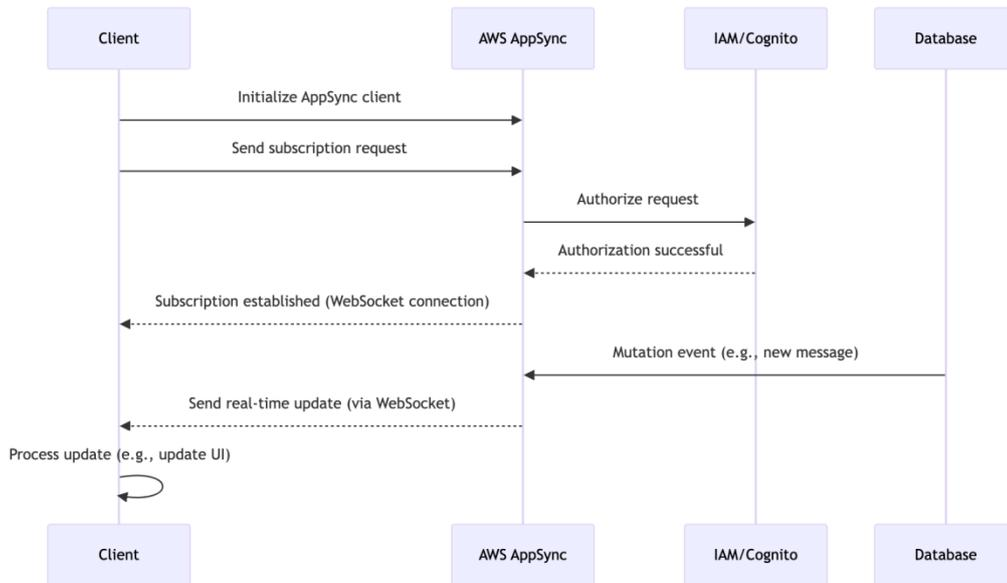 Client
AWS AppSync
IAM/Cognito
Database
Initialize AppSync client
Send subscription request
Authorize request
Authorization successful
Subscription established (WebSocket connection)
Mutation event (e.g., new message)
Send real-time update (via WebSocket)
Process update (e.g., update UI)
Client
AWS AppSync
IAM/Cognito
Database